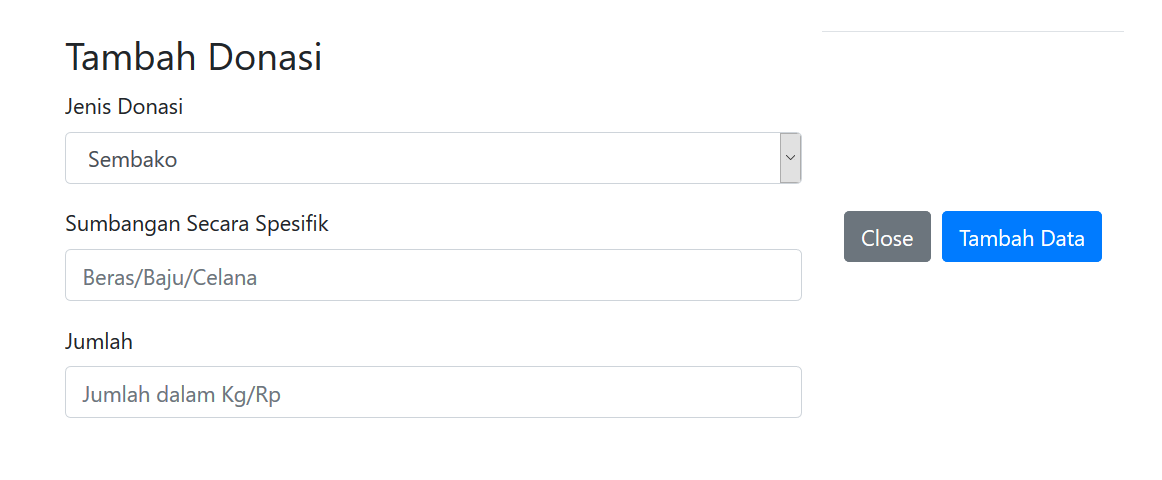 Tambah Donasi
Jenis Donasi
Sembako
Sumbangan Secara Spesifik
Beras/Baju/Celana
Jumlah
Jumlah dalam Kg/Rp
Close
Tambah Data